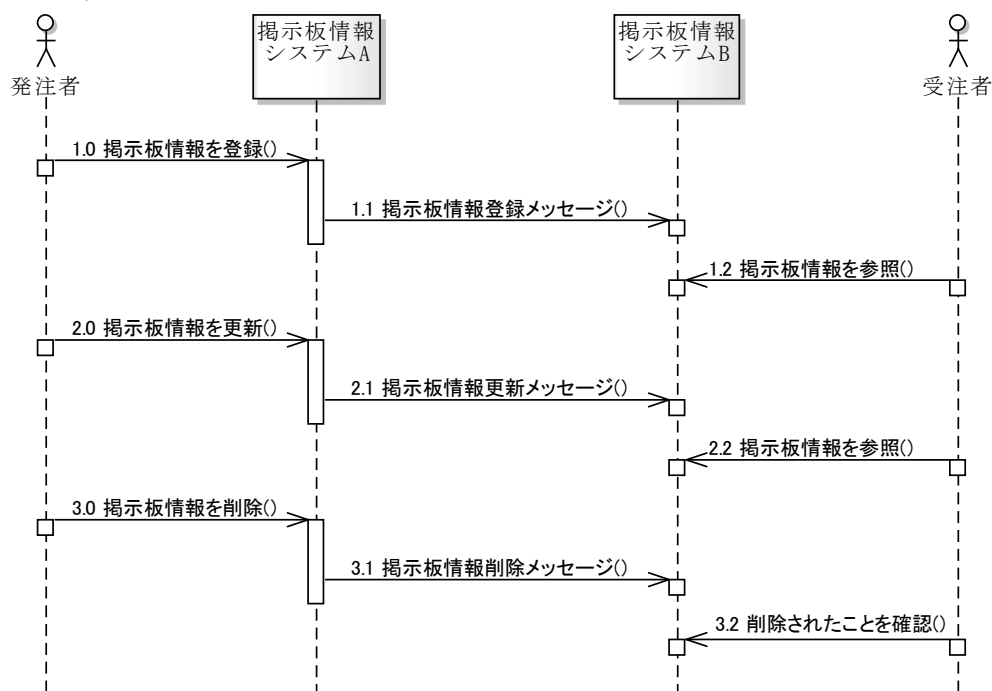 掲示板情報
システムA
掲示板情報
システムB
発注者
受注者
1.0 掲示板情報を登録()
1.1 掲示板情報登録メッセージ()
1.2 掲示板情報を参照()
2.0 掲示板情報を更新()
2.1 掲示板情報更新メッセージ()
2.2 掲示板情報を参照()
3.0 掲示板情報を削除()
3.1 掲示板情報削除メッセージ()
3.2 削除されたことを確認()